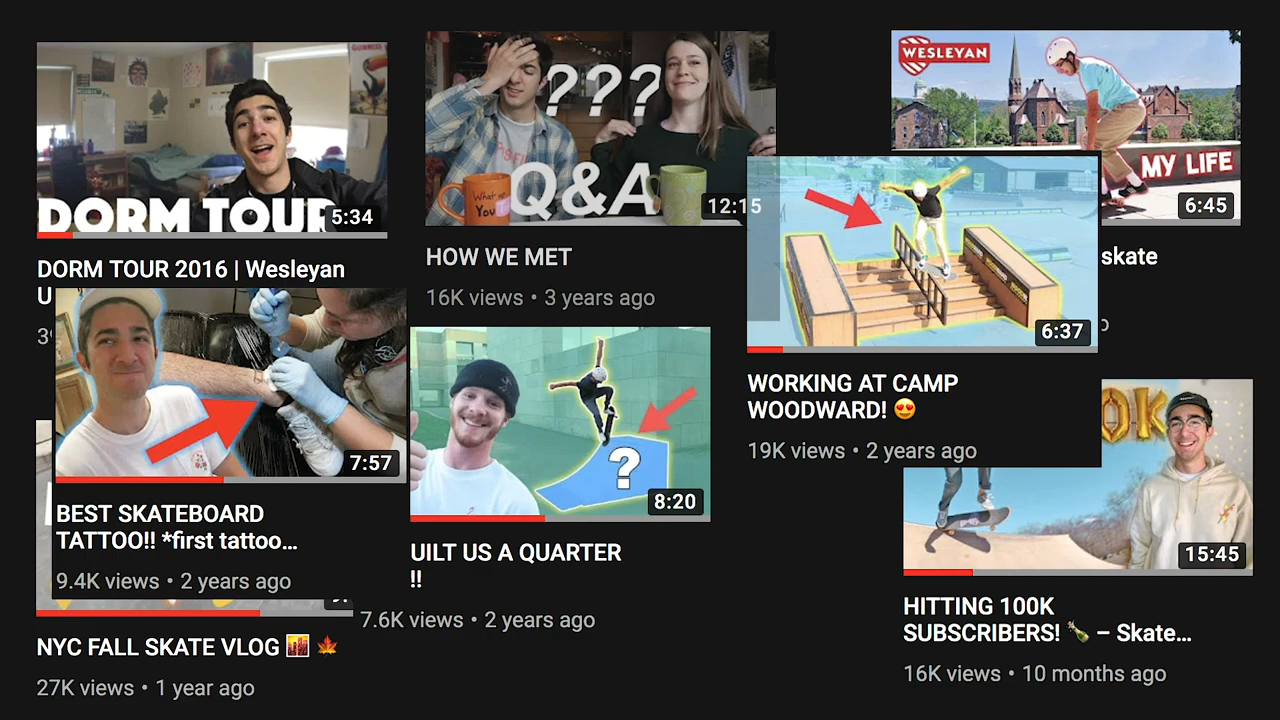 DORM TOUR
5:34
DORM TOUR 2016 | Wesleyan
U
???
Q&A
What
You
12:15
HOW WE MET
16K views • 3 years ago
WESLEYAN
MY LIFE
6:45
skate
6:37
WORKING AT CAMP
WOODWARD! 😍
19K views • 2 years ago
7:57
BEST SKATEBOARD
TATTOO!! *first tattoo...
9.4K views • 2 years ago
?
8:20
UILT US A QUARTER
!!
7.6K views • 2 years ago
0K
15:45
HITTING 100K
SUBSCRIBERS! 🍾 – Skate...
16K views • 10 months ago
NYC FALL SKATE VLOG 🌇 🍁
27K views • 1 year ago